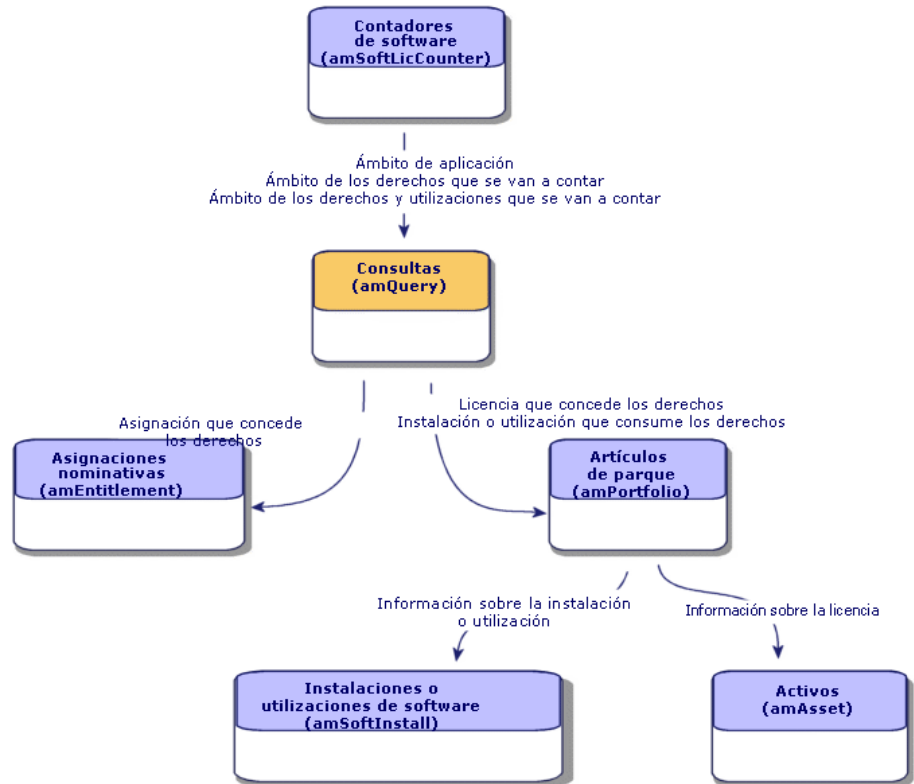 Contadores
de software
(amSoftLicCounter)
Ámbito de aplicación
Ámbito de los derechos que se van a contar
Ámbito de los derechos y utilizaciones que se van a contar
Consultas
(amQuery)
Asignación que concede
los derechos
Licencia que concede los derechos
Instalación o utilización que consume los derechos
Asignaciones
nominativas
(amEntitlement)
Artículos
de parque
(amPortfolio)
Información sobre la instalación
o utilización
Información sobre la licencia
Instalaciones o
utilizaciones de software
(amSoftInstall)
Activos
(amAsset)